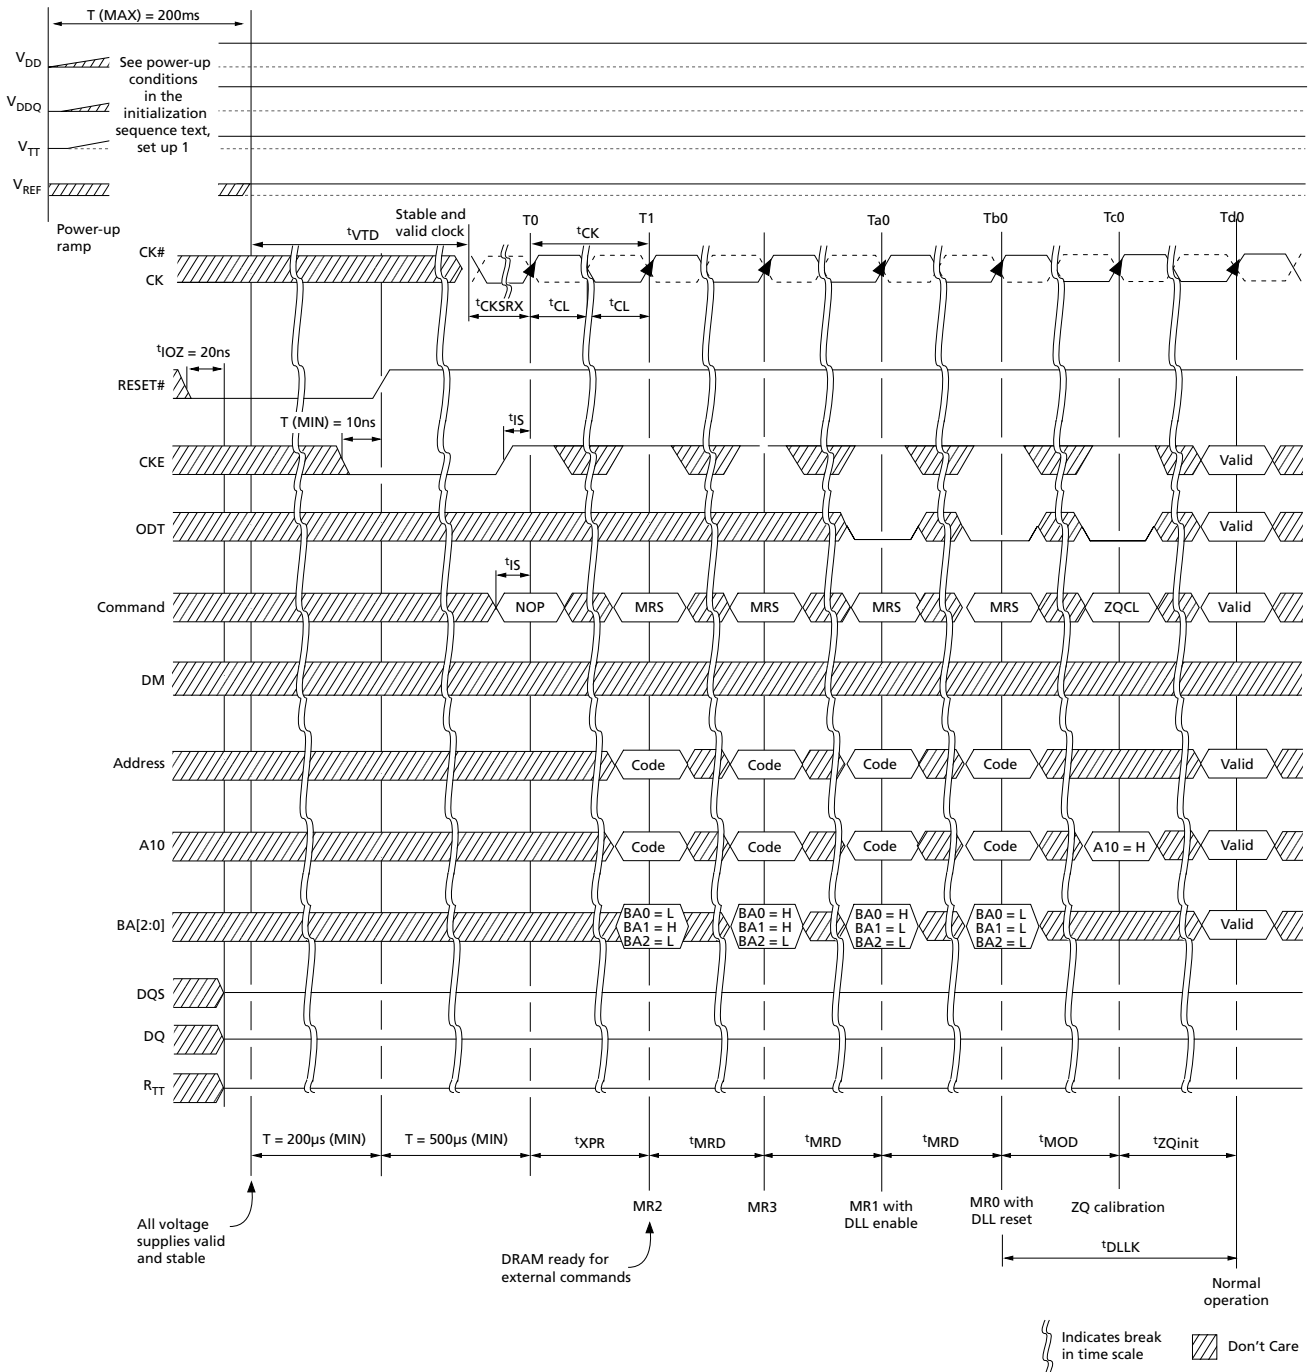 T (MAX) = 200ms
VDD
See power-up
conditions
in the
initialization
sequence text,
set up 1
VDDQ
VTT
VREF
Power-up
ramp
Stable and
valid clock
T0
T1
Ta0
Tb0
Tc0
Td0
tVTD
tCK
CK#
CK
tCKSRX
tCL
tCL
tIOZ = 20ns
RESET#
T (MIN) = 10ns
tIS
CKE
Valid
ODT
Valid
tIS
Command
NOP
MRS
MRS
MRS
MRS
ZQCL
Valid
DM
Address
Code
Code
Code
Code
Valid
A10
Code
Code
Code
Code
A10 = H
Valid
BA[2:0]
BA0 = L
BA1 = H
BA2 = L
BA0 = H
BA1 = H
BA2 = L
BA0 = H
BA1 = L
BA2 = L
BA0 = L
BA1 = L
BA2 = L
Valid
DQS
DQ
RTT
T = 200µs (MIN)
T = 500µs (MIN)
tXPR
tMRD
tMRD
tMRD
tMOD
tZQinit
MR2
MR3
MR1 with
DLL enable
MR0 with
DLL reset
ZQ calibration
All voltage
supplies valid
and stable
DRAM ready for
external commands
tDLLK
Normal
operation
Indicates break
in time scale
Don't Care